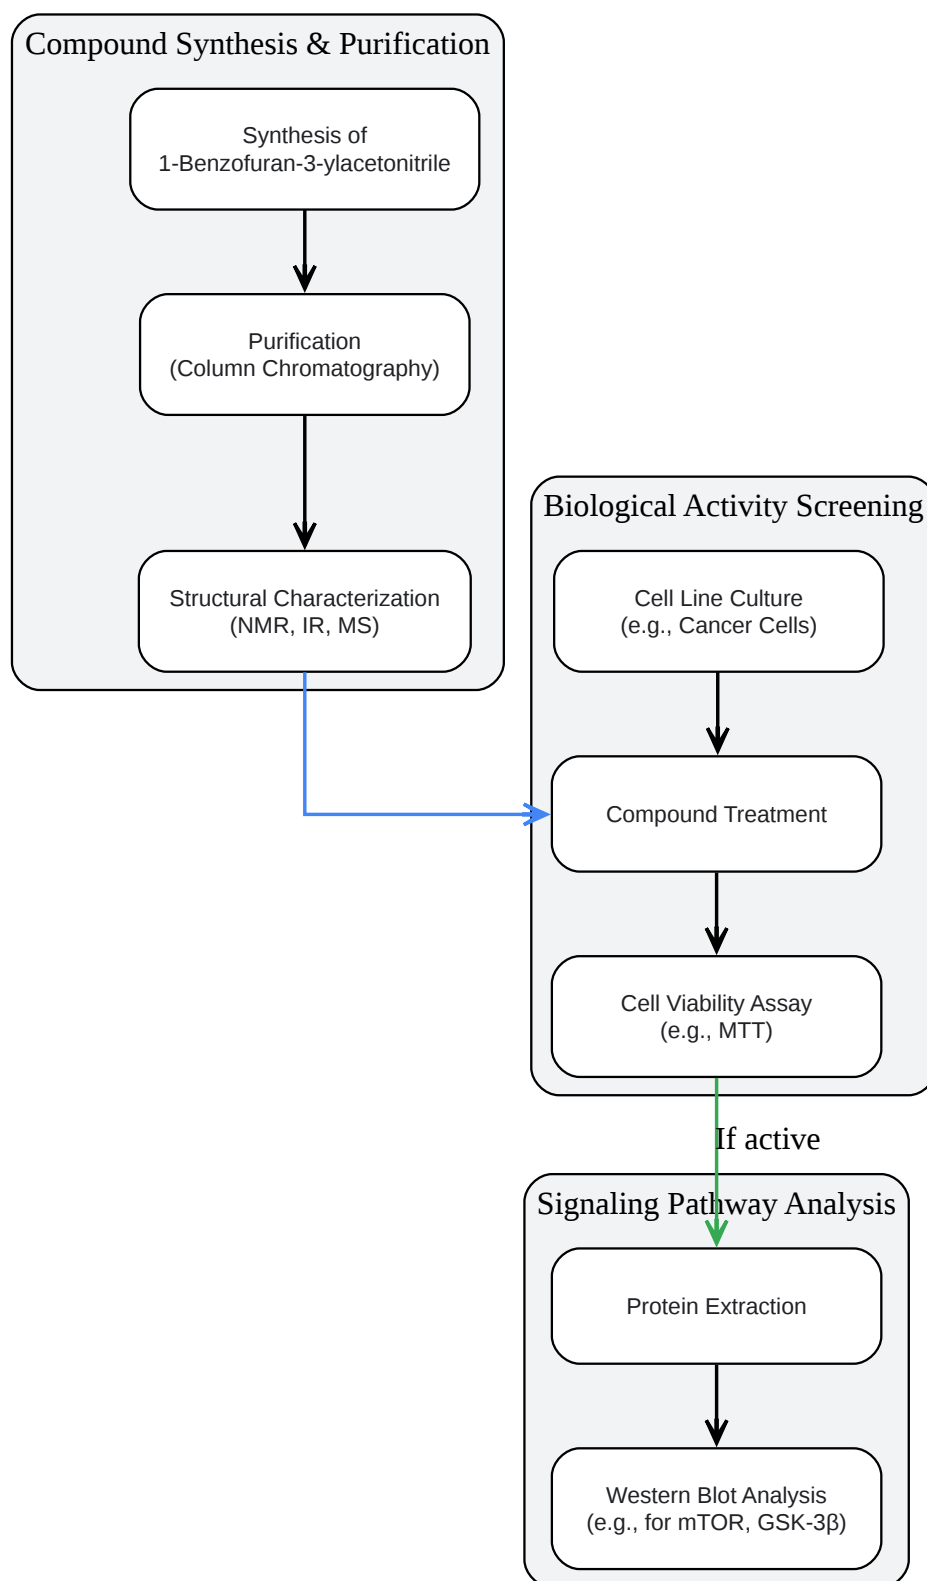 Compound Synthesis & Purification
Synthesis of
1-Benzofuran-3-ylacetonitrile
Purification
(Column Chromatography)
Structural Characterization
(NMR, IR, MS)
Biological Activity Screening
Cell Line Culture
(e.g., Cancer Cells)
Compound Treatment
Cell Viability Assay
(e.g., MTT)
If active
Signaling Pathway Analysis
Protein Extraction
Western Blot Analysis
(e.g., for mTOR, GSK-3β)